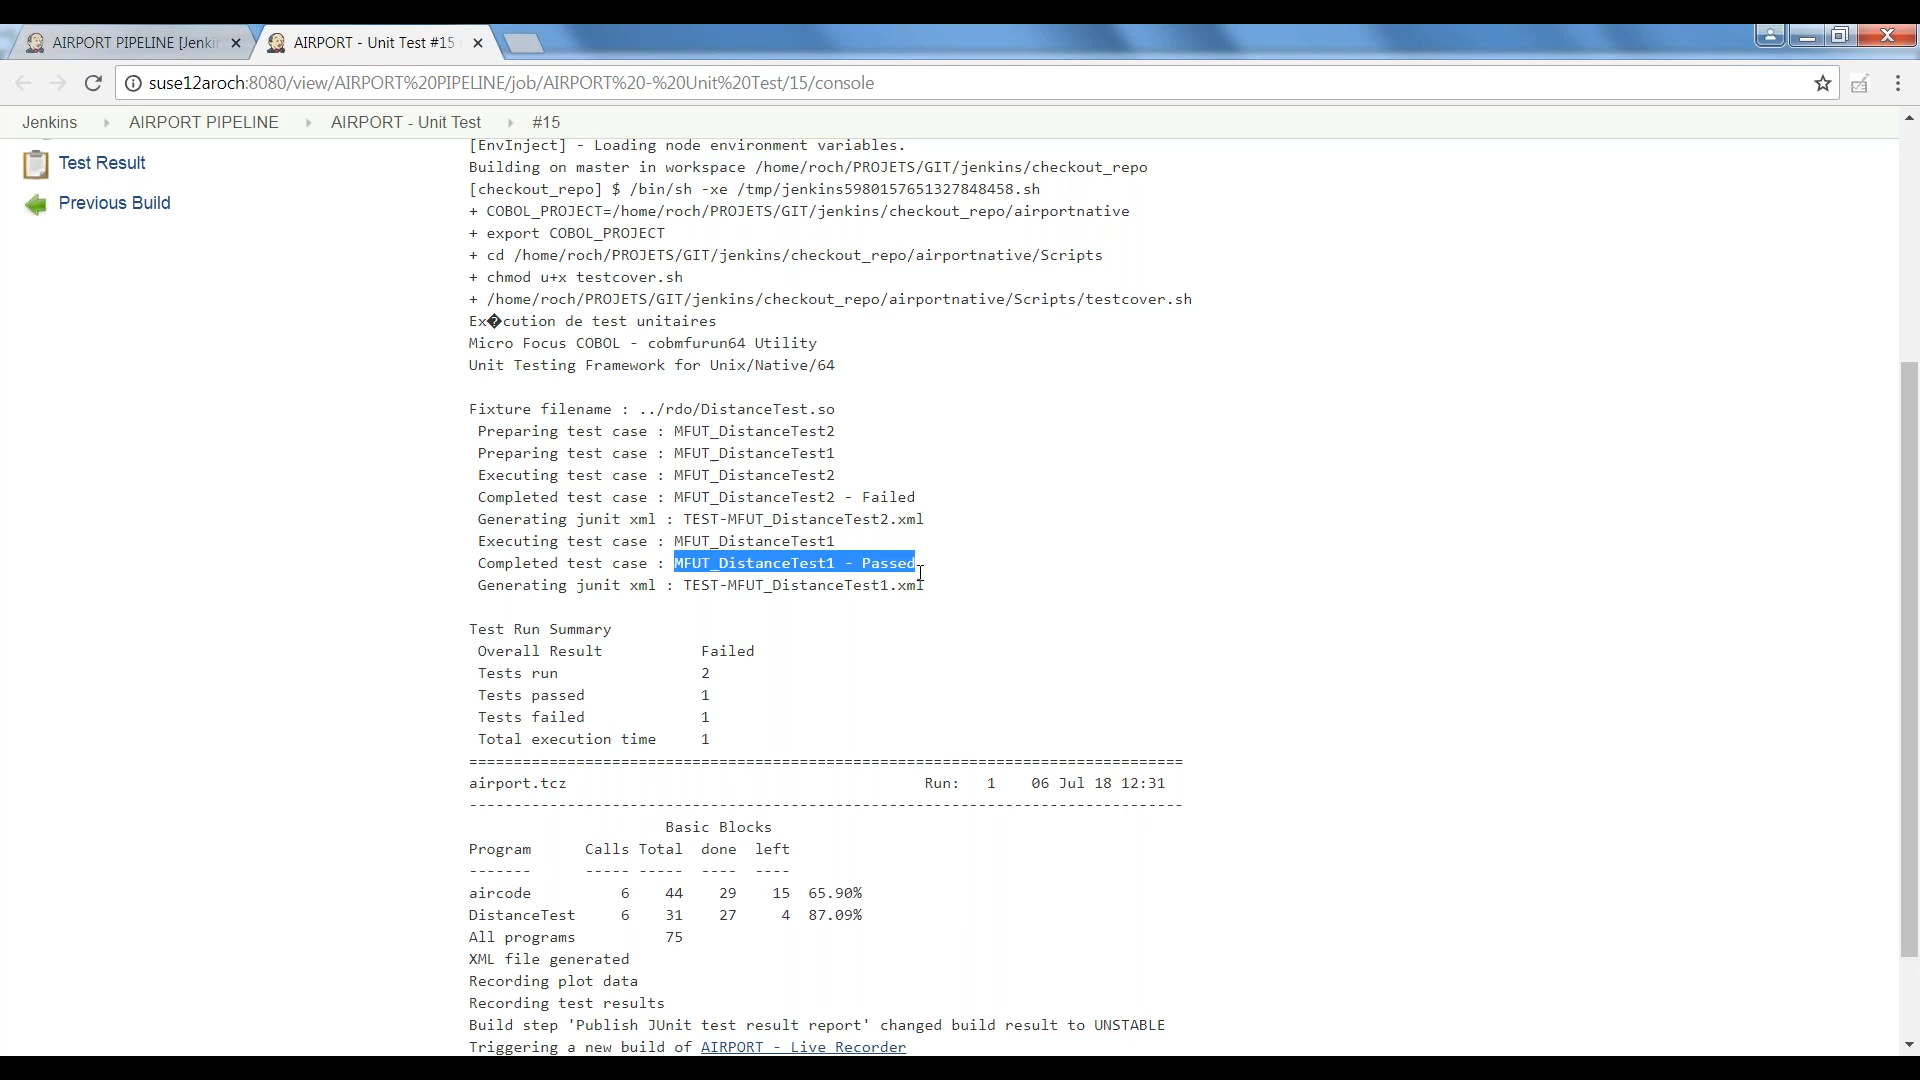 AIRPORT PIPELINE [Jenki
AIRPORT - Unit Test #15
suse12aroch:8080/view/AIRPORT%20PIPELINE/job/AIRPORT%20-%20Unit%20Test/15/console
Jenkins AIRPORT PIPELINE AIRPORT - Unit Test #15
Test Result
Previous Build
[EnvInject] - Loading node environment variables.
Building on master in workspace /home/roch/PROJETS/GIT/jenkins/checkout_repo
[checkout_repo] $ /bin/sh -xe /tmp/jenkins5980157651327848458.sh
+ COBOL_PROJECT=/home/roch/PROJETS/GIT/jenkins/checkout_repo/airportnative
+ export COBOL_PROJECT
+ cd /home/roch/PROJETS/GIT/jenkins/checkout_repo/airportnative/Scripts
+ chmod u+x testcover.sh
+ /home/roch/PROJETS/GIT/jenkins/checkout_repo/airportnative/Scripts/testcover.sh
Ex�cution de test unitaires
Micro Focus COBOL - cobmfurun64 Utility
Unit Testing Framework for Unix/Native/64
Fixture filename : ../rdo/DistanceTest.so
Preparing test case : MFUT_DistanceTest2
Preparing test case : MFUT_DistanceTest1
Executing test case : MFUT_DistanceTest2
Completed test case : MFUT_DistanceTest2 - Failed
Generating junit xml : TEST-MFUT_DistanceTest2.xml
Executing test case : MFUT_DistanceTest1
Completed test case : MFUT_DistanceTest1 - Passed
Generating junit xml : TEST-MFUT_DistanceTest1.xml
Test Run Summary
Overall Result Failed
Tests run 2
Tests passed 1
Tests failed 1
Total execution time 1
================================================================================
airport.tcz Run: 1 06 Jul 18 12:31
--------------------------------------------------------------------------------
Basic Blocks
Program Calls Total done left
------- ----- ----- ---- ----
aircode 6 44 29 15 65.90%
DistanceTest 6 31 27 4 87.09%
All programs 75
XML file generated
Recording plot data
Recording test results
Build step 'Publish JUnit test result report' changed build result to UNSTABLE
Triggering a new build of AIRPORT - Live Recorder